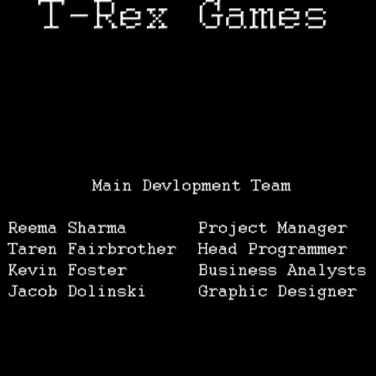 T-Rex Games
Main Devlopment Team
Reema Sharma Project Manager
Taren Fairbrother Head Programmer
Kevin Foster Business Analysts
Jacob Dolinski Graphic Designer